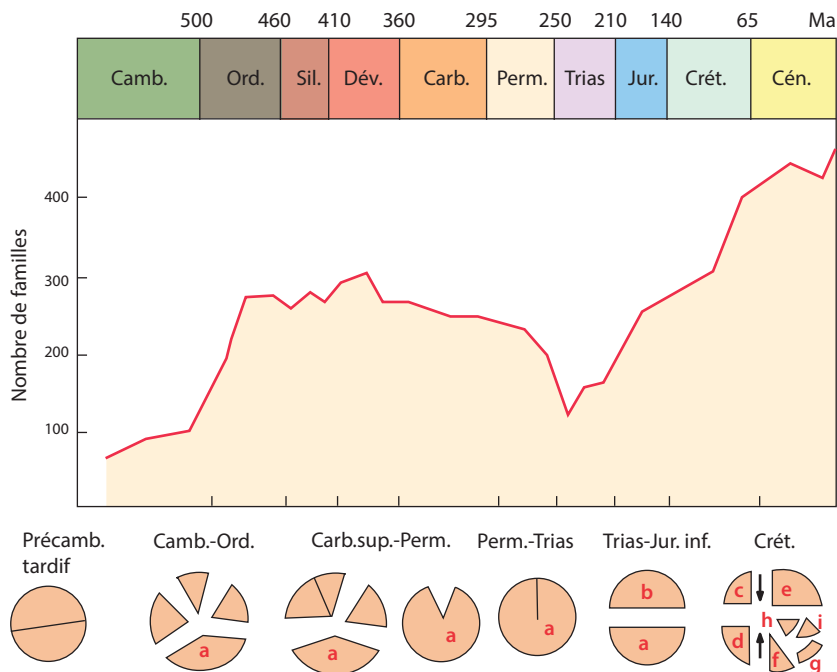 500 460 410 360 295 250 210 140 65 Ma
Camb. Ord. Sil. Dév. Carb. Perm. Trias Jur. Crét. Cén.
Nombre de familles
400
300
200
100
Précamb. tardif
Camb.-Ord.
Carb.sup.-Perm.
Perm.-Trias
Trias-Jur. inf.
Crét.
a
a
a
a
b
a
c
e
h
i
d
f
g